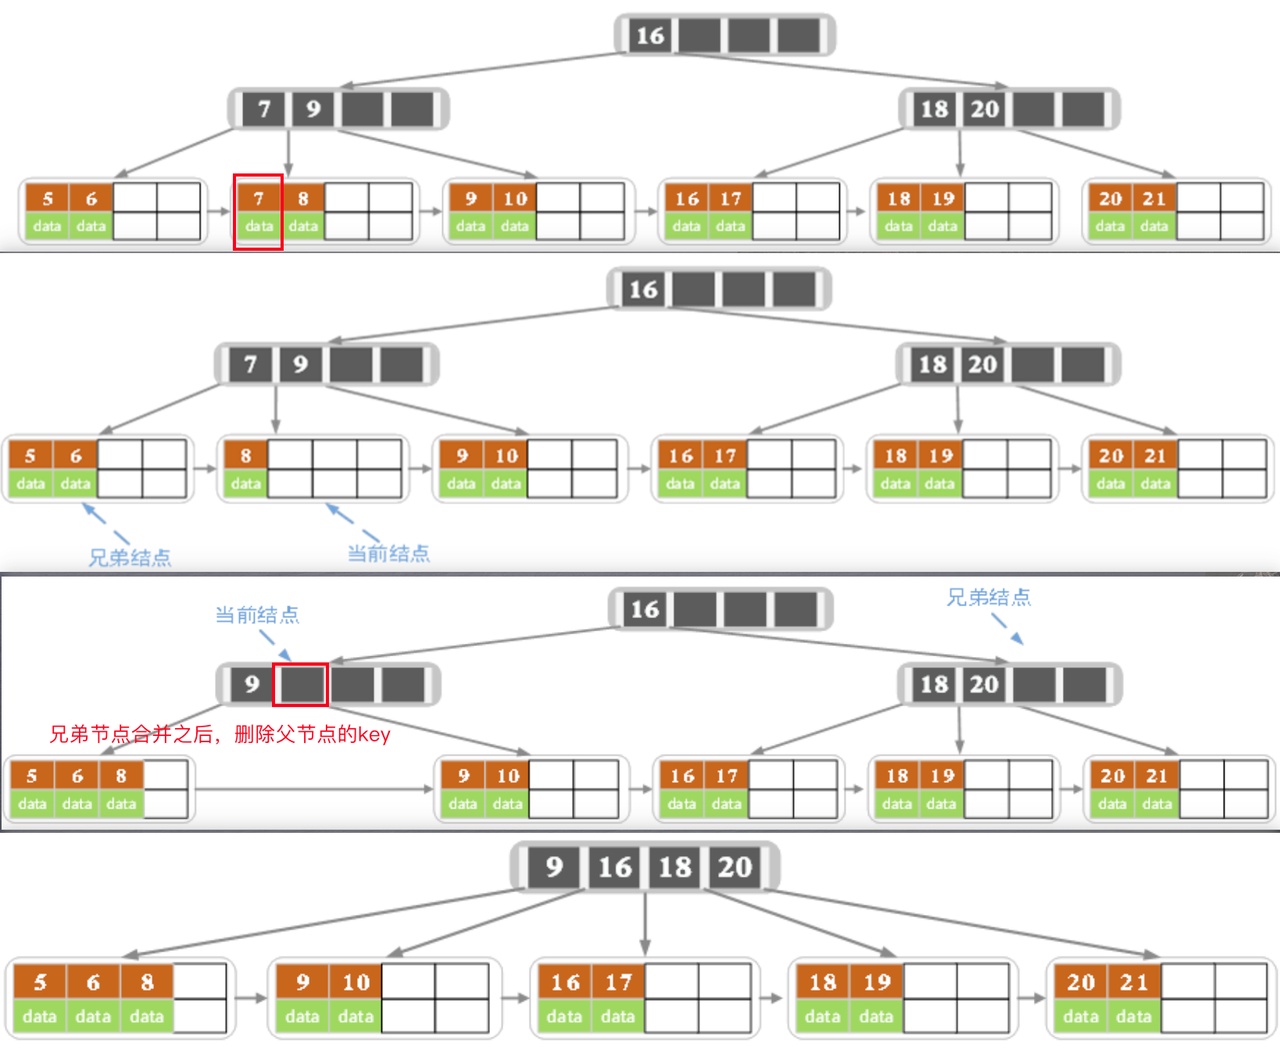 16
7 9
18 20
5 6
7 8
9 10
16 17
18 19
20 21
data data
data data
data data
data data
data data
data data
16
7 9
18 20
5 6
8
9 10
16 17
18 19
20 21
data data
data
data data
data data
data data
data data
兄弟结点
当前结点
当前结点
兄弟结点
16
9
18 20
兄弟节点合并之后，删除父节点的key
5 6 8
9 10
16 17
18 19
20 21
data data data
data data
data data
data data
data data
9 16 18 20
5 6 8
9 10
16 17
18 19
20 21
data data data
data data
data data
data data
data data